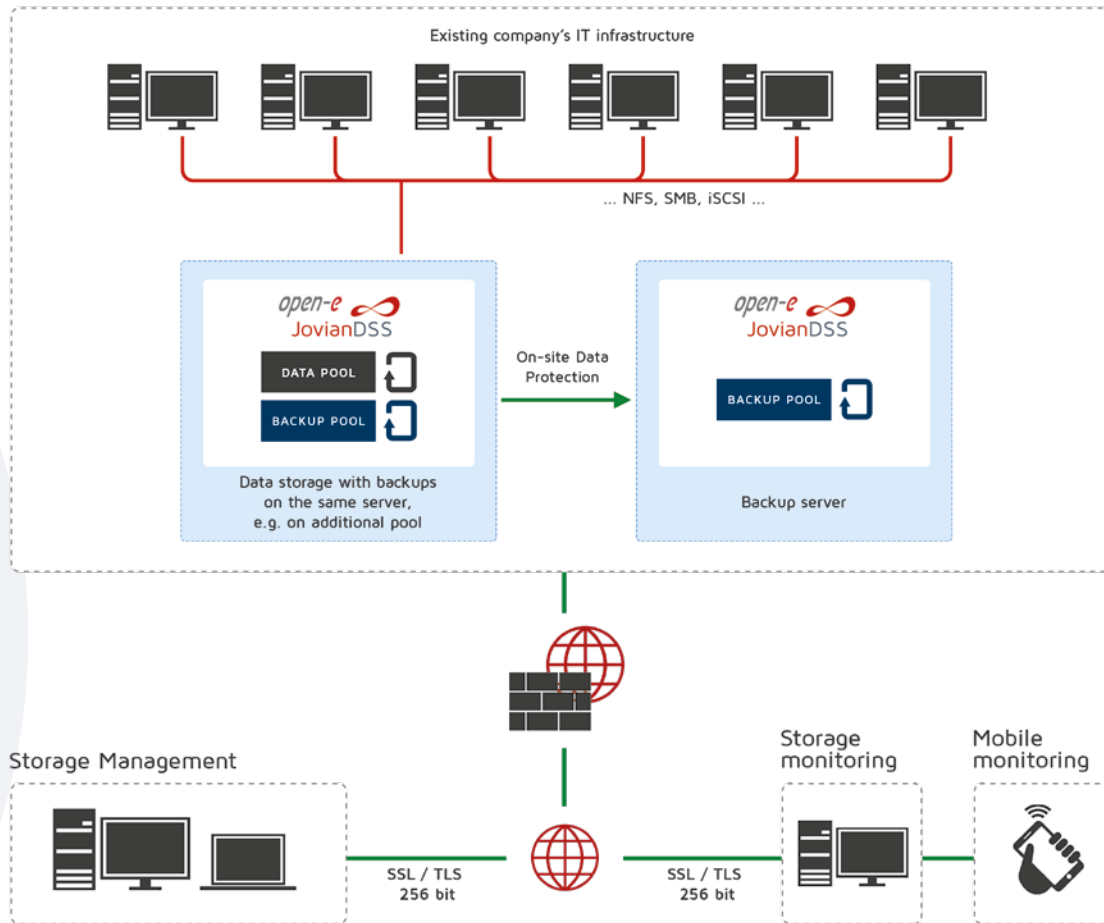 Existing company's IT infrastructure
... NFS, SMB, iSCSI ...
open-e
JovianDSS
DATA POOL
BACKUP POOL
Data storage with backups
on the same server,
e.g. on additional pool
On-site Data
Protection
open-e
JovianDSS
BACKUP POOL
Backup server
Storage Management
SSL / TLS
256 bit
SSL / TLS
256 bit
Storage
monitoring
Mobile
monitoring